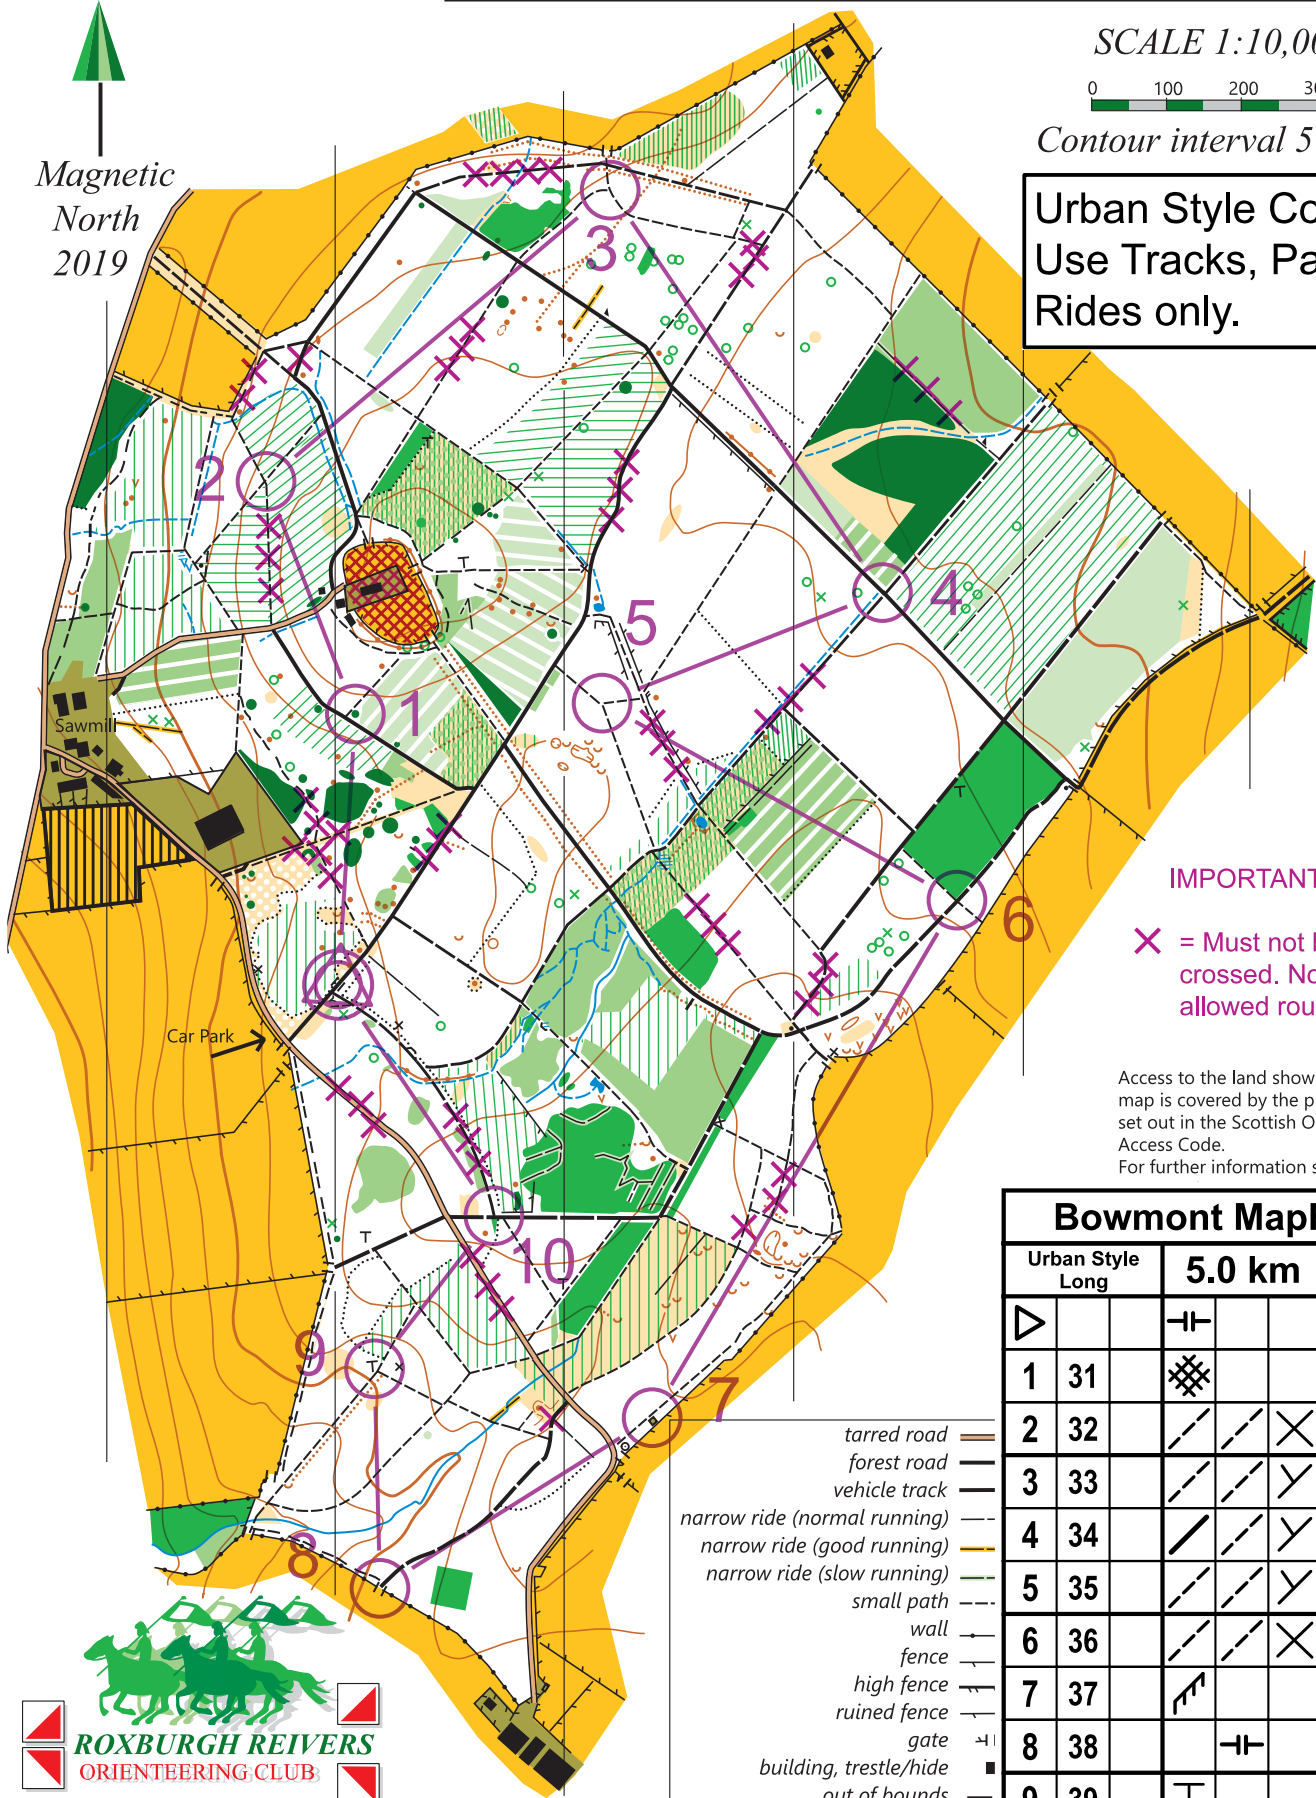 SCALE 1:10,00
0 100 200 30
Contour interval 5
Magnetic
North
2019
Urban Style Co
Use Tracks, Pa
Rides only.
3
2
4
5
1
Sawmill
6
IMPORTANT
= Must not b
crossed. No
allowed rou
Car Park
Access to the land show
map is covered by the p
set out in the Scottish O
Access Code.
For further information s
10
9
7
8
Bowmont Mapl
Urban Style
Long
5.0 km
1 31
2 32
3 33
4 34
5 35
6 36
7 37
8 38
9 39
tarred road
forest road
vehicle track
narrow ride (normal running)
narrow ride (good running)
narrow ride (slow running)
small path
wall
fence
high fence
ruined fence
gate
building, trestle/hide
out of bounds
ROXBURGH REIVERS
ORIENTEERING CLUB